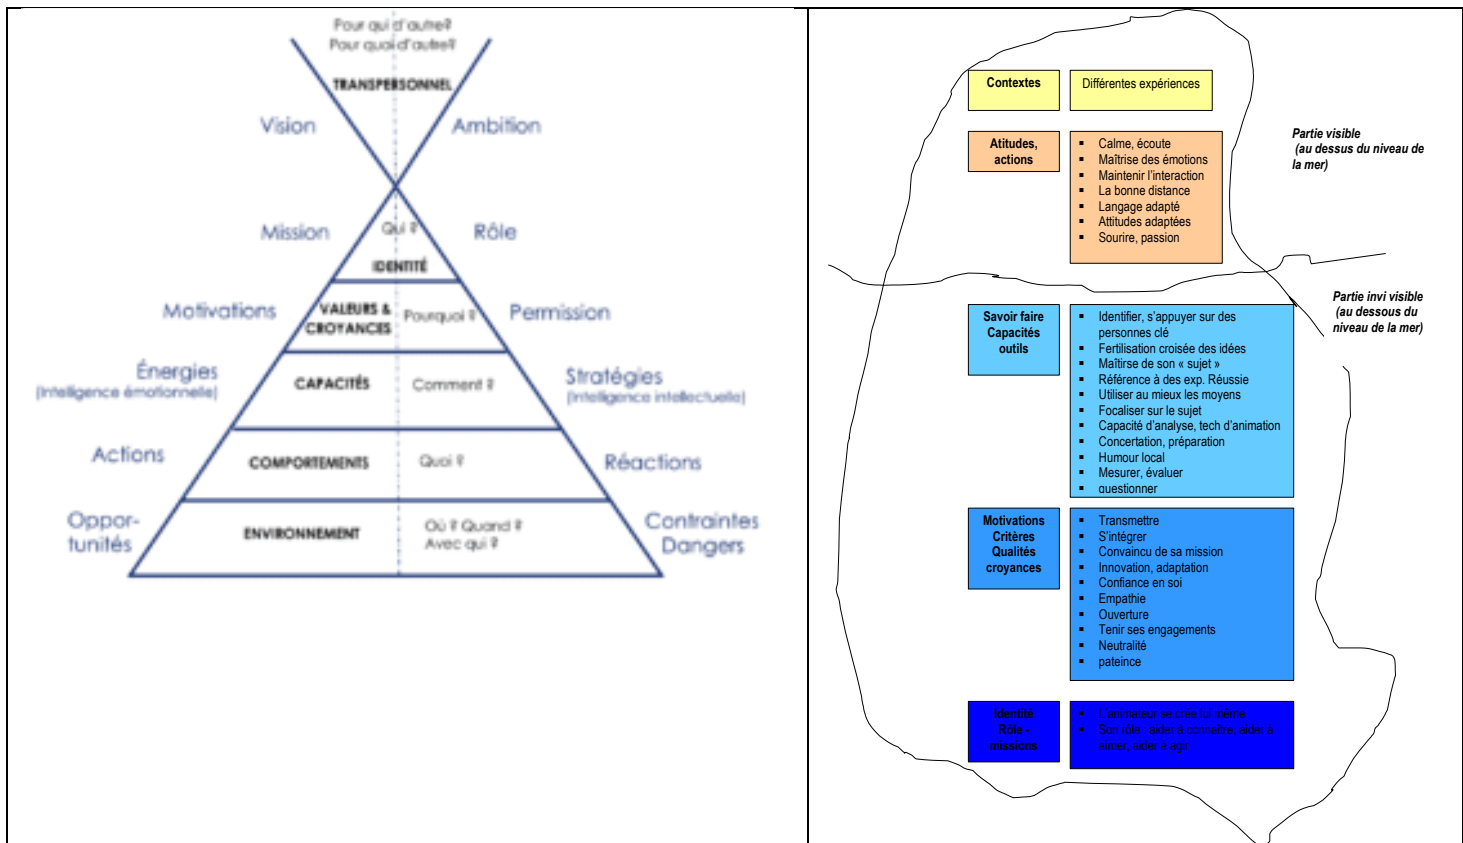 Pour qui d'autre?
Pour quoi d'autre?
TRANSPERSONNEL
Vision
Ambition
Mission
Qui ?
Rôle
IDENTITÉ
Motivations
VALEURS &
CROYANCES
Pourquoi ?
Permission
Énergies
(Intelligence émotionnelle)
CAPACITÉS
Comment ?
Stratégies
(Intelligence intellectuelle)
Actions
COMPORTEMENTS
Quoi ?
Réactions
Oppor-
tunités
ENVIRONNEMENT
Où ? Quand ?
Avec qui ?
Contraintes
Dangers
Contextes
Différentes expériences
Partie visible
(au dessus du niveau de
la mer)
Atitudes,
actions
▪ Calme, écoute
▪ Maîtrise des émotions
▪ Maintenir l'interaction
▪ La bonne distance
▪ Langage adapté
▪ Attitudes adaptées
▪ Sourire, passion
Partie invi visible
(au dessous du
niveau de la mer)
Savoir faire
Capacités
outils
▪ Identifier, s'appuyer sur des
personnes clé
▪ Fertilisation croisée des idées
▪ Maîtirse de son « sujet »
▪ Référence à des exp. Réussie
▪ Utiliser au mieux les moyens
▪ Focaliser sur le sujet
▪ Capacité d'analyse, tech d'animation
▪ Concertation, préparation
▪ Humour local
▪ Mesurer, évaluer
▪ questionner
Motivations
Critères
Qualités
croyances
▪ Transmettre
▪ S'intégrer
▪ Convaincu de sa mission
▪ Innovation, adaptation
▪ Confiance en soi
▪ Empathie
▪ Ouverture
▪ Tenir ses engagements
▪ Neutralité
▪ pateince
Identité
Rôle -
missions
▪ L'animateur se crée lui même
▪ Son rôle : aider à connaître, aider à
aimer, aider à agir